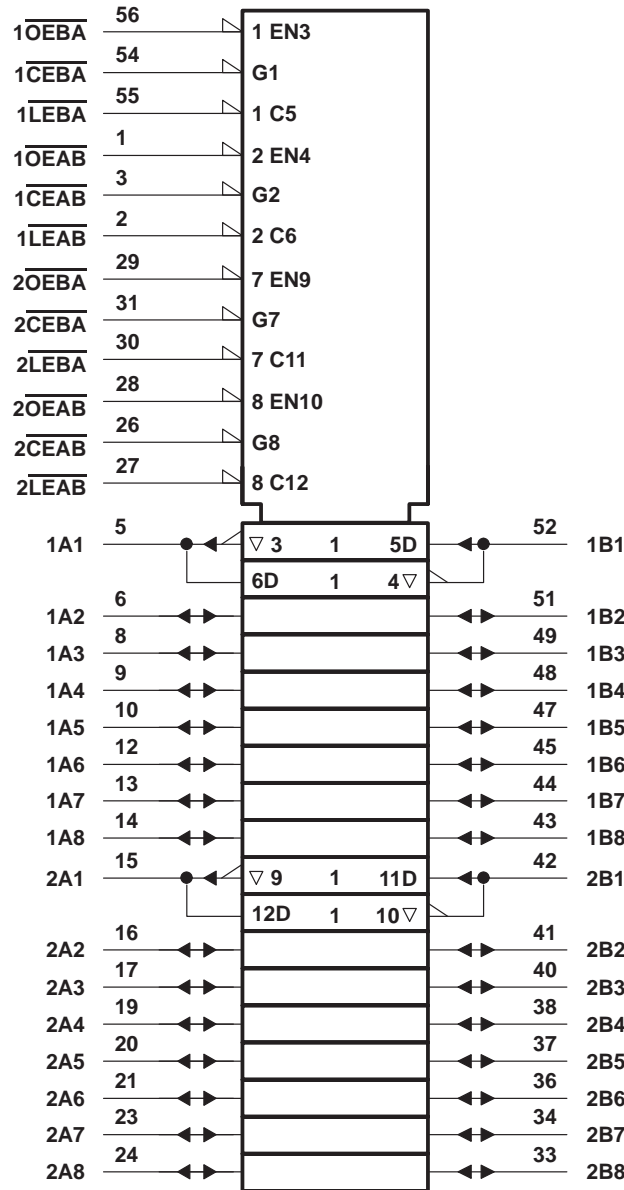 1OEBA 56 1 EN3
1CEBA 54 G1
1LEBA 55 1 C5
1OEAB 1 2 EN4
1CEAB 3 G2
1LEAB 2 2 C6
2OEBA 29 7 EN9
2CEBA 31 G7
2LEBA 30 7 C11
2OEAB 28 8 EN10
2CEAB 26 G8
2LEAB 27 8 C12
1A1 5 ▽ 3 1 5D 52 1B1
6D 1 4 ▽
1A2 6 51 1B2
1A3 8 49 1B3
1A4 9 48 1B4
1A5 10 47 1B5
1A6 12 45 1B6
1A7 13 44 1B7
1A8 14 43 1B8
2A1 15 ▽ 9 1 11D 42 2B1
12D 1 10 ▽
2A2 16 41 2B2
2A3 17 40 2B3
2A4 19 38 2B4
2A5 20 37 2B5
2A6 21 36 2B6
2A7 23 34 2B7
2A8 24 33 2B8